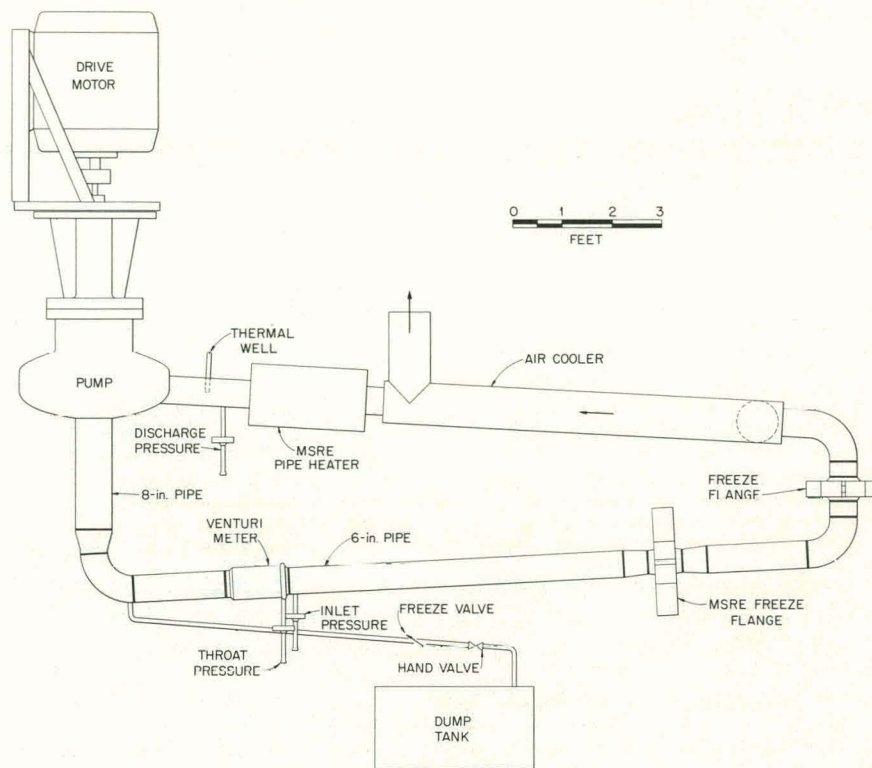 DRIVE
MOTOR
0 1 2 3
FEET
THERMAL
WELL
AIR COOLER
PUMP
DISCHARGE
PRESSURE
MSRE
PIPE HEATER
8-in. PIPE
FREEZE
FLANGE
VENTURI
METER
6-in. PIPE
INLET
PRESSURE
FREEZE VALVE
MSRE FREEZE
FLANGE
THROAT
PRESSURE
HAND VALVE
DUMP
TANK